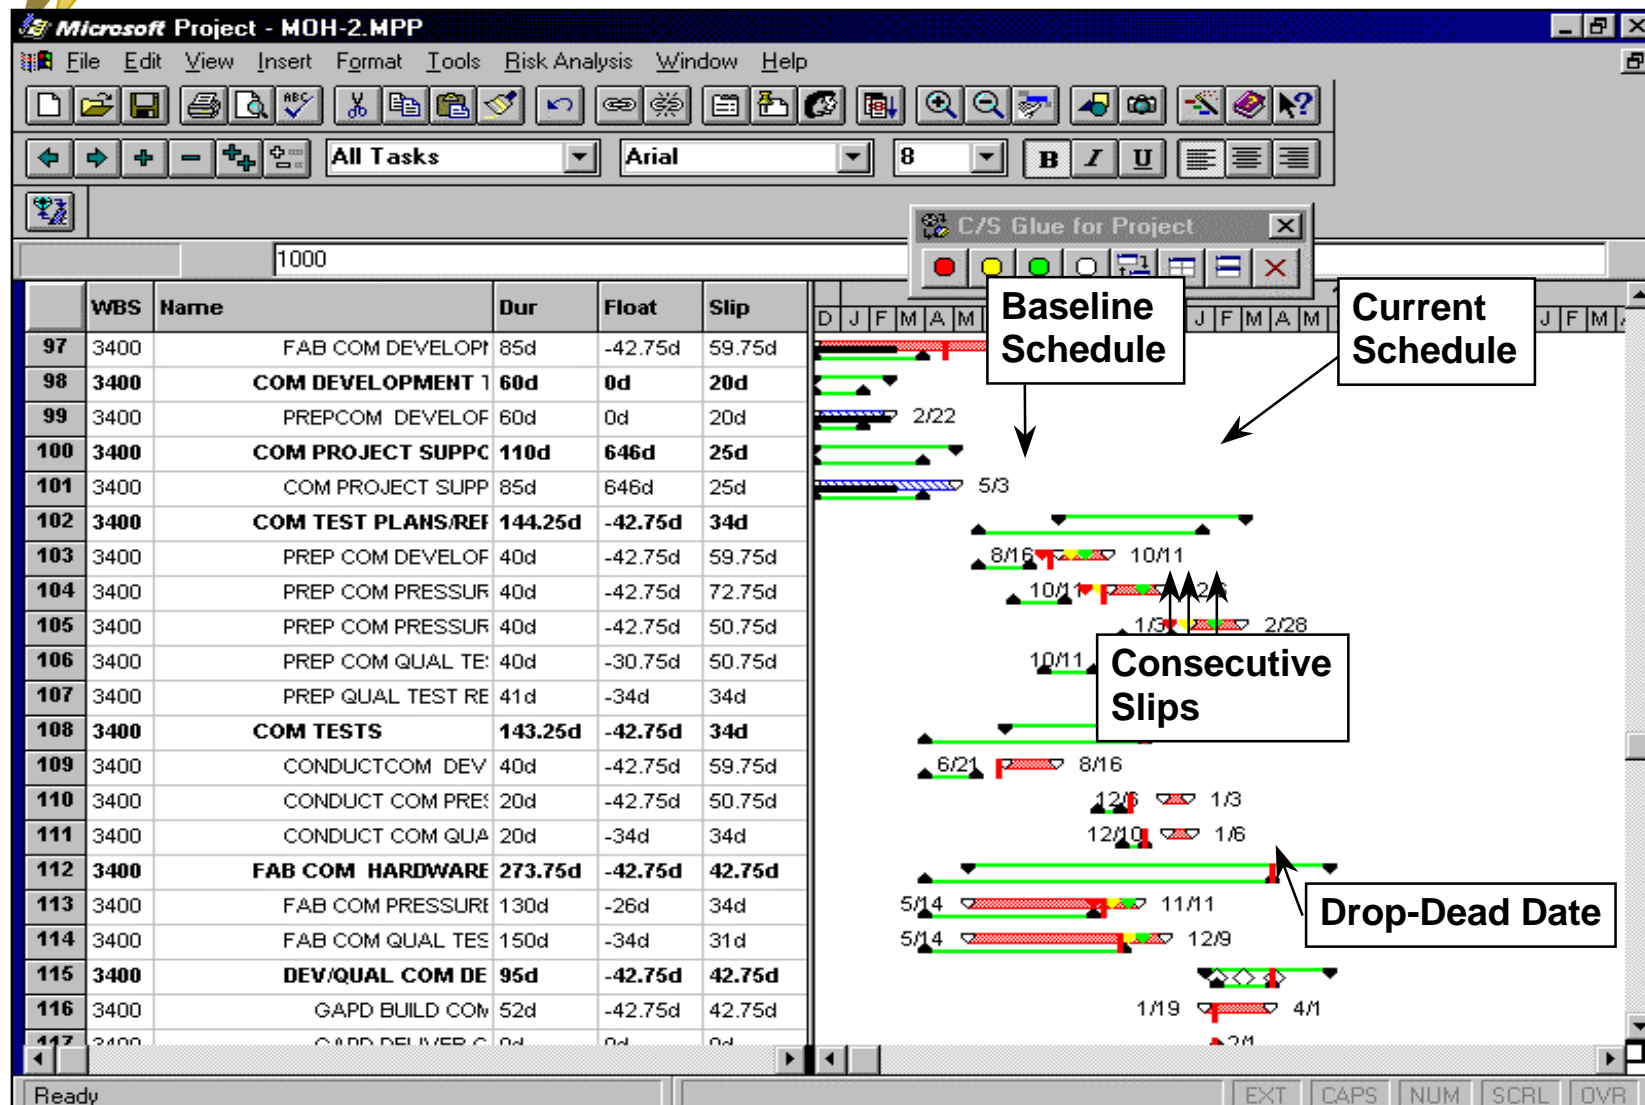 Microsoft Project - MOH-2.MPP
File Edit View Insert Format Tools Risk Analysis Window Help
ABC
All Tasks Arial 8 B I U
C/S Glue for Project
1000
WBS Name Dur Float Slip
D J F M A M J F M A M J F M
Baseline Schedule
Current Schedule
97 3400 FAB COM DEVELOP 85d -42.75d 59.75d
98 3400 COM DEVELOPMENT 60d 0d 20d
99 3400 PREPCOM DEVELOF 60d 0d 20d 2/22
100 3400 COM PROJECT SUPPC 110d 646d 25d
101 3400 COM PROJECT SUPP 85d 646d 25d 5/3
102 3400 COM TEST PLANS/REF 144.25d -42.75d 34d
103 3400 PREP COM DEVELOF 40d -42.75d 59.75d 8/16 10/11
104 3400 PREP COM PRESSUR 40d -42.75d 72.75d 10/11
105 3400 PREP COM PRESSUR 40d -42.75d 50.75d 1/3 2/28
106 3400 PREP COM QUAL TE 40d -30.75d 50.75d 10/11
Consecutive Slips
107 3400 PREP QUAL TEST RE 41d -34d 34d
108 3400 COM TESTS 143.25d -42.75d 34d
109 3400 CONDUCTCOM DEV 40d -42.75d 59.75d 6/21 8/16
110 3400 CONDUCT COM PRE 20d -42.75d 50.75d 12/6 1/3
111 3400 CONDUCT COM QUA 20d -34d 34d 12/10 1/6
112 3400 FAB COM HARDWARE 273.75d -42.75d 42.75d
113 3400 FAB COM PRESSURE 130d -26d 34d 5/14 11/11
Drop-Dead Date
114 3400 FAB COM QUAL TES 150d -34d 31d 5/14 12/9
115 3400 DEV/QUAL COM DE 95d -42.75d 42.75d
116 3400 GAPD BUILD COM 52d -42.75d 42.75d 1/19 4/1
117 3400 GAPD DELIVER C 0d 0d 0d 2/1
Ready EXT CAPS NUM SCRL OVR